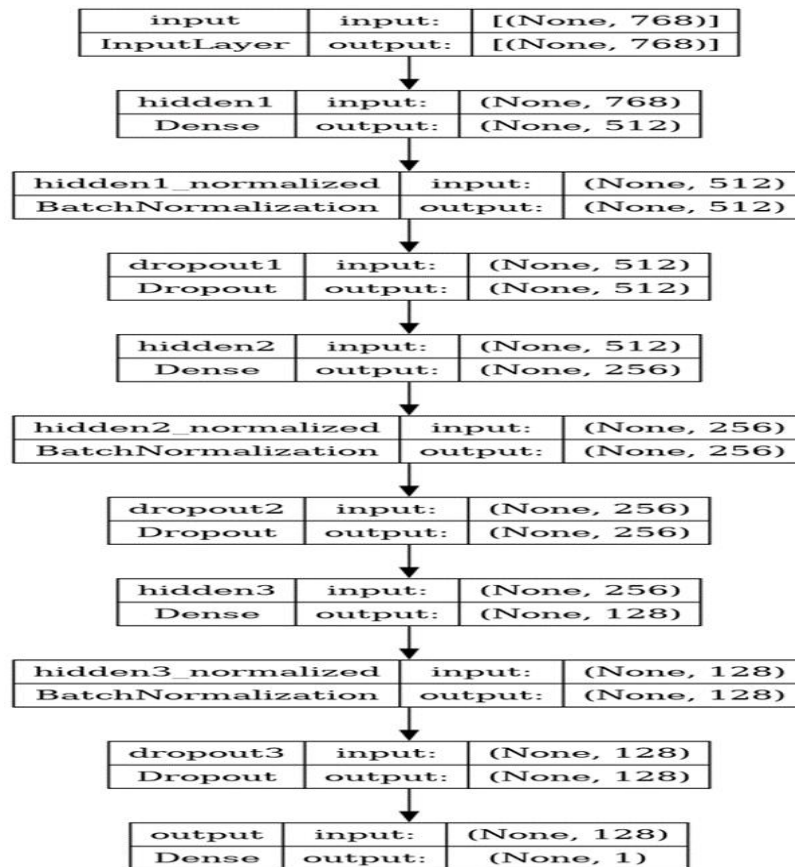 input input: [(None, 768)]
InputLayer output: [(None, 768)]
hidden1 input: (None, 768)
Dense output: (None, 512)
hidden1_normalized input: (None, 512)
BatchNormalization output: (None, 512)
dropout1 input: (None, 512)
Dropout output: (None, 512)
hidden2 input: (None, 512)
Dense output: (None, 256)
hidden2_normalized input: (None, 256)
BatchNormalization output: (None, 256)
dropout2 input: (None, 256)
Dropout output: (None, 256)
hidden3 input: (None, 256)
Dense output: (None, 128)
hidden3_normalized input: (None, 128)
BatchNormalization output: (None, 128)
dropout3 input: (None, 128)
Dropout output: (None, 128)
output input: (None, 128)
Dense output: (None, 1)